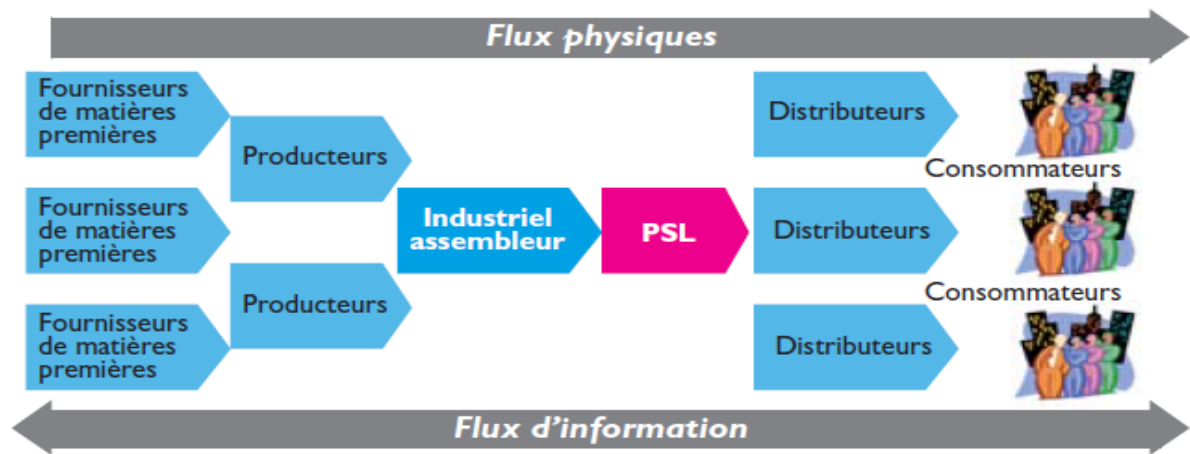 Flux physiques
Fournisseurs
de matières
premières
Producteurs
Distributeurs
Consommateurs
Fournisseurs
de matières
premières
Industriel
assembleur
PSL
Distributeurs
Consommateurs
Producteurs
Fournisseurs
de matières
premières
Distributeurs
Flux d'information